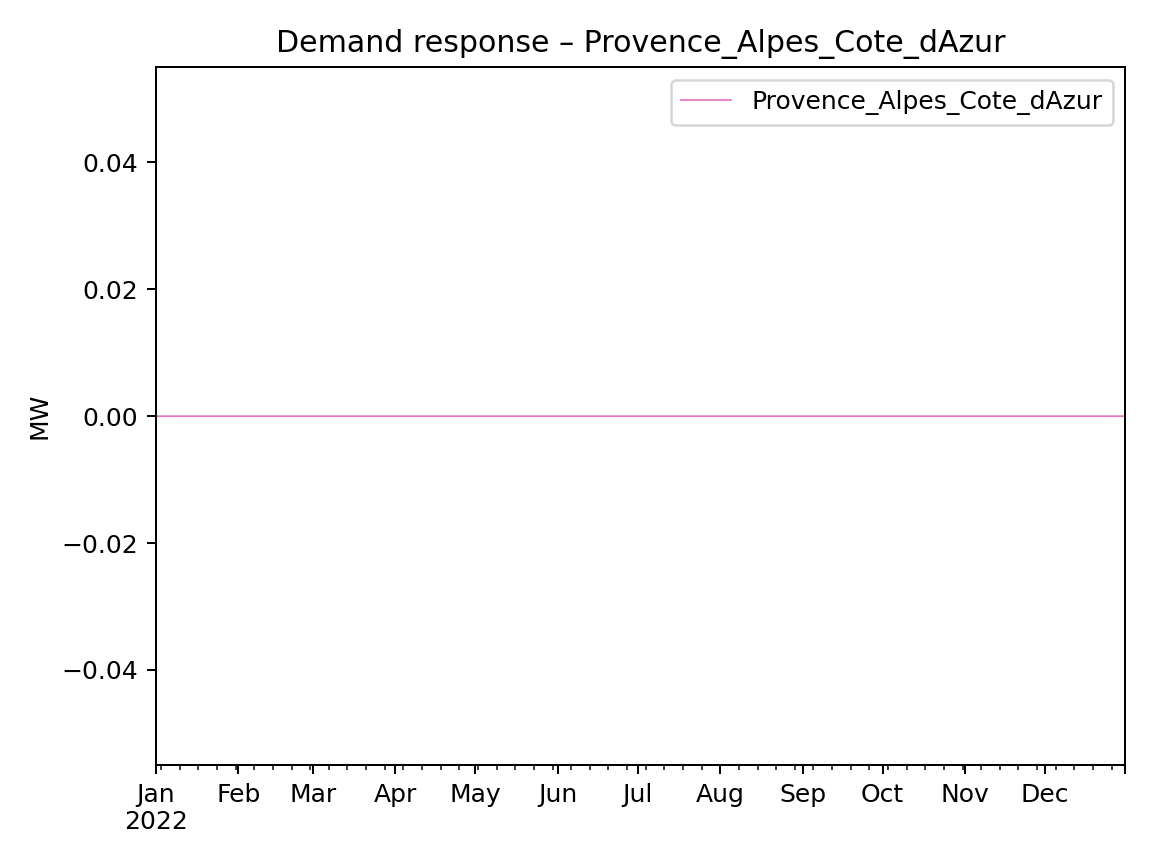 Demand response – Provence_Alpes_Cote_dAzur
Provence_Alpes_Cote_dAzur
0.04
0.02
0.00
−0.02
−0.04
MW
Jan Feb Mar Apr May Jun Jul Aug Sep Oct Nov Dec
2022